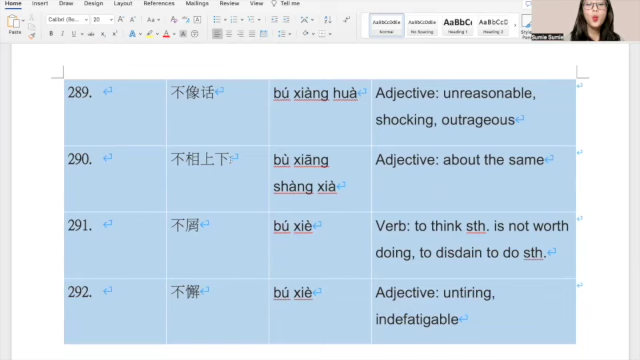 Home Insert Draw Design Layout References Mailings Review View Tell me
Calibri (Bo... 20
Paste
AaBbCcDdEe AaBbCcDdEe AaBbCc AaBbCcD
Normal No Spacing Heading 1 Heading 2
Sumie Sumie
289. 不像话 bú xiàng huà Adjective: unreasonable,
shocking, outrageous
290. 不相上下 bù xiāng Adjective: about the same
shàng xià
291. 不屑 bú xiè Verb: to think sth. is not worth
doing, to disdain to do sth.
292. 不懈 bú xiè Adjective: untiring,
indefatigable